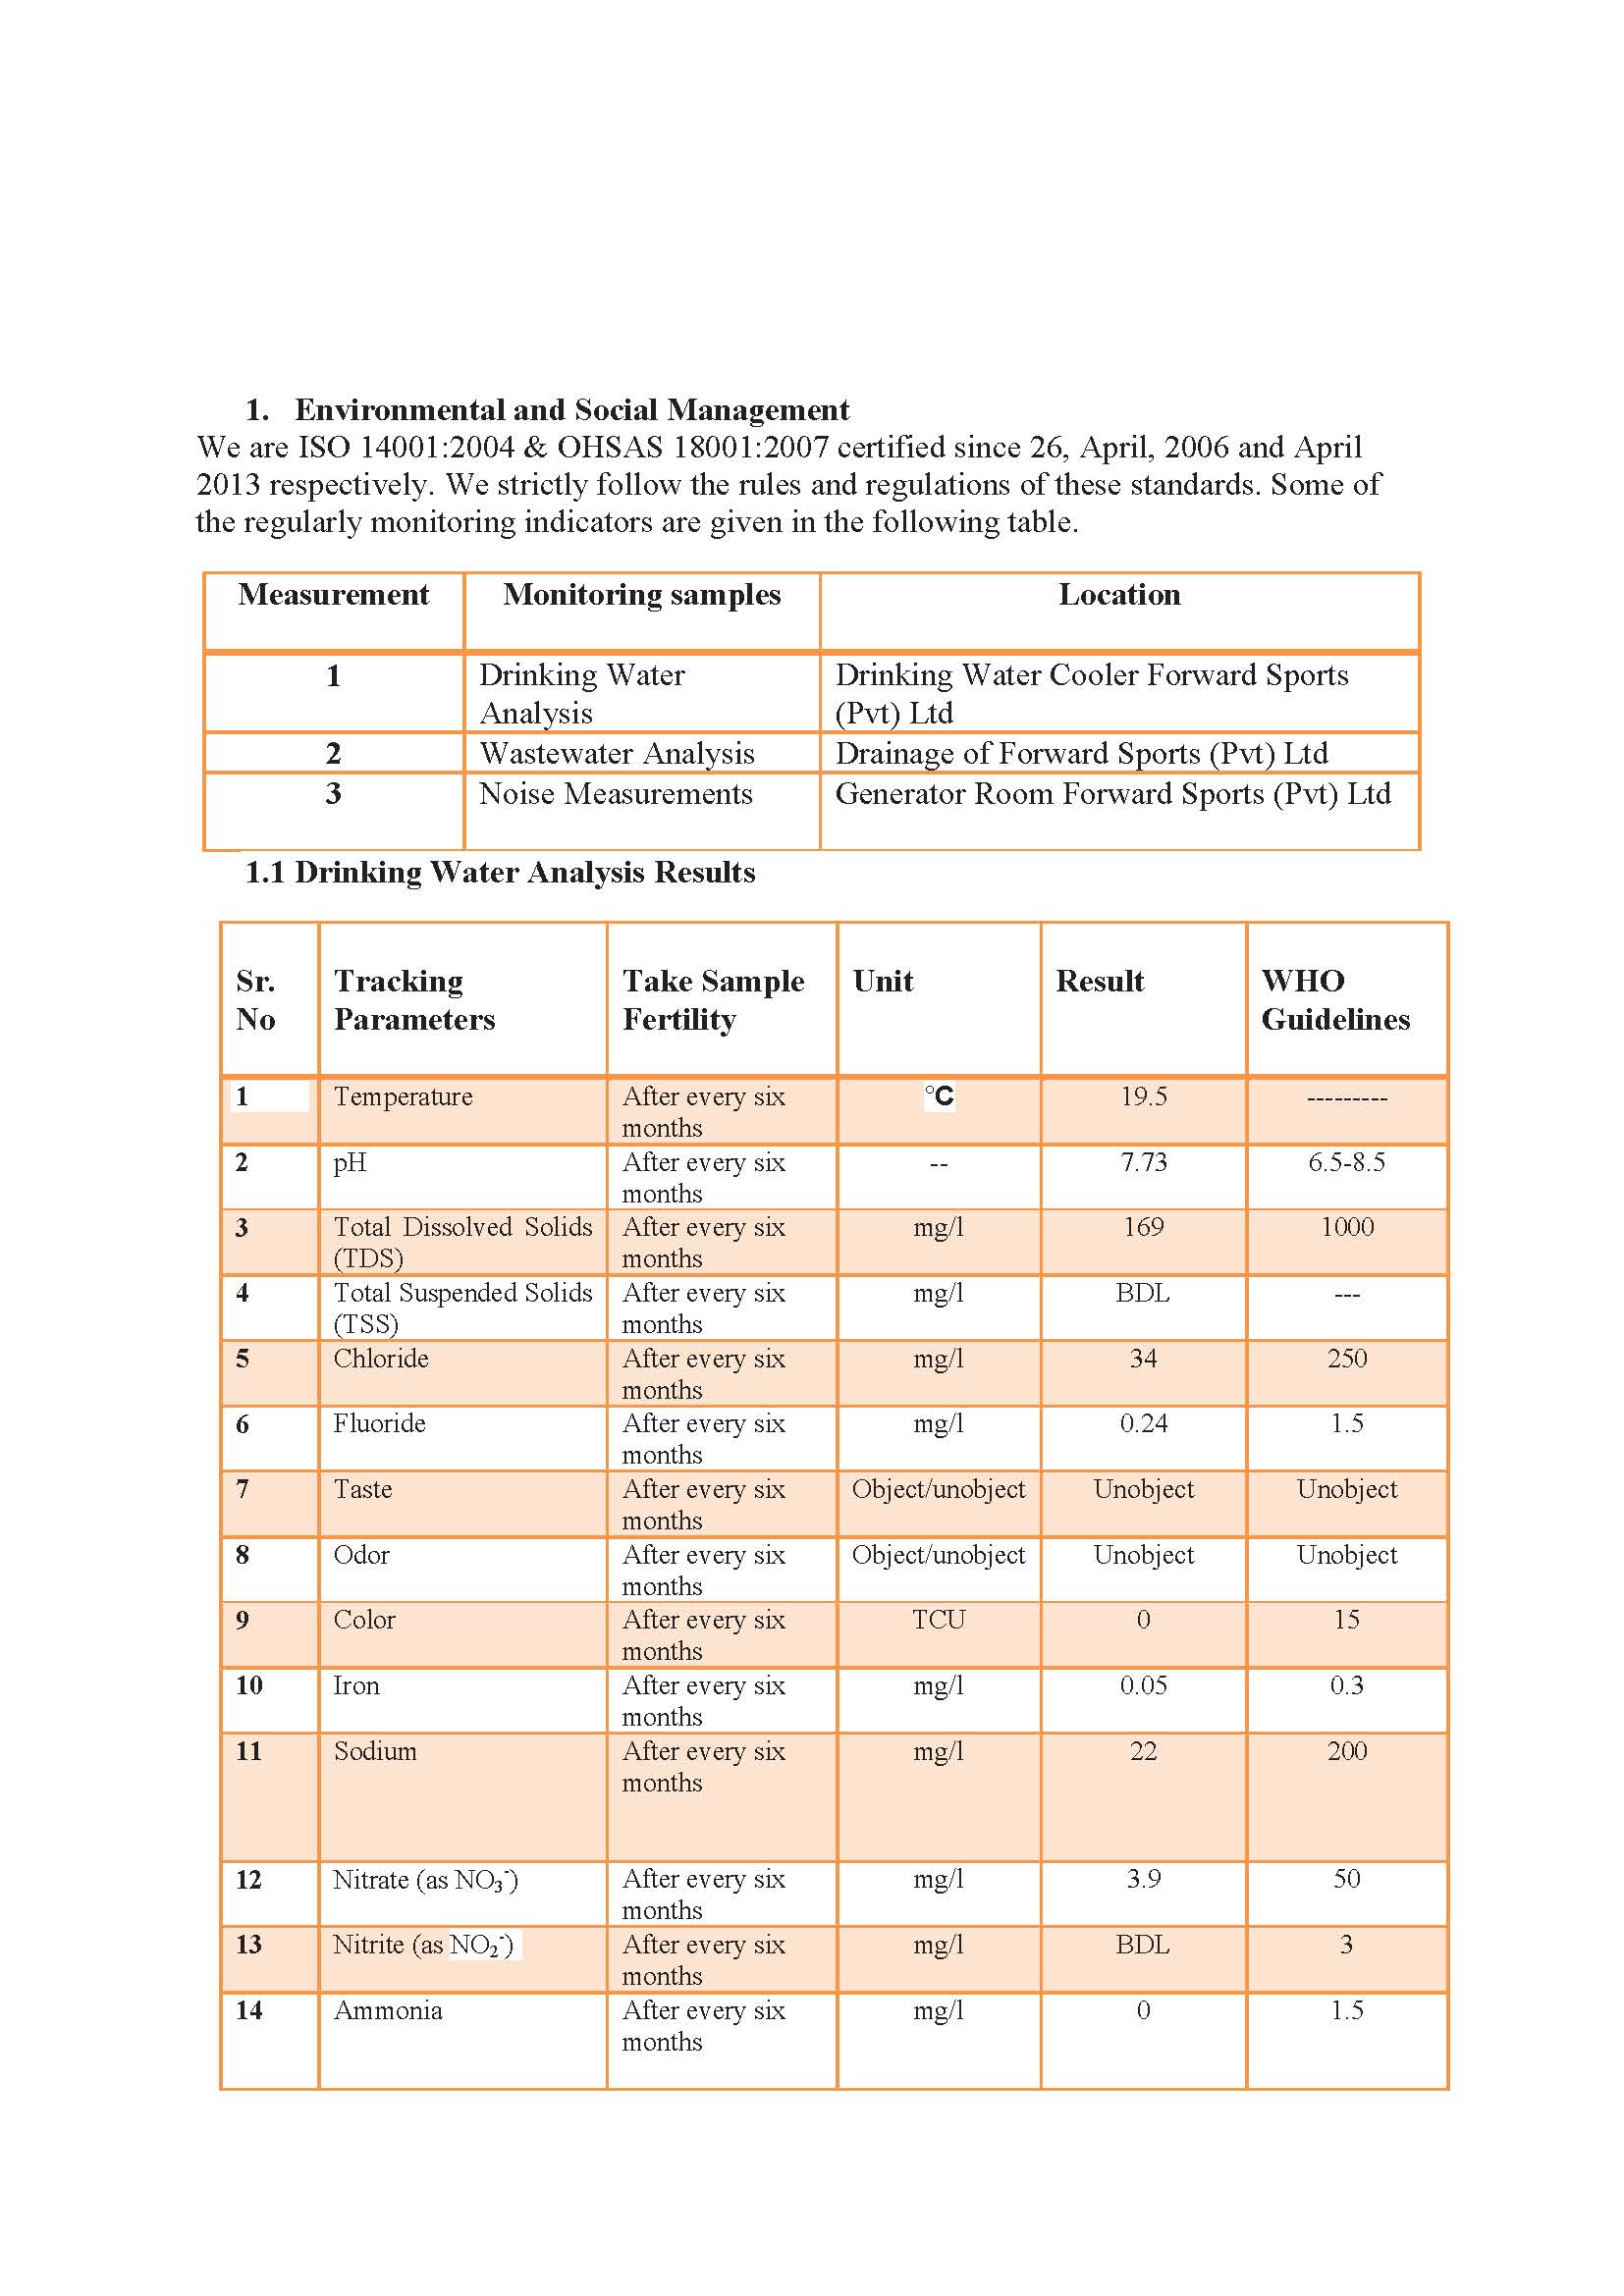 1. Environmental and Social Management
We are ISO 14001:2004 & OHSAS 18001:2007 certified since 26, April, 2006 and April
2013 respectively. We strictly follow the rules and regulations of these standards. Some of
the regularly monitoring indicators are given in the following table.
Measurement Monitoring samples Location
1 Drinking Water Drinking Water Cooler Forward Sports
Analysis (Pvt) Ltd
2 Wastewater Analysis Drainage of Forward Sports (Pvt) Ltd
3 Noise Measurements Generator Room Forward Sports (Pvt) Ltd
1.1 Drinking Water Analysis Results
Sr. Tracking Take Sample Unit Result WHO
No Parameters Fertility Guidelines
1 Temperature After every six °C 19.5 ---------
months
2 pH After every six -- 7.73 6.5-8.5
months
3 Total Dissolved Solids After every six mg/l 169 1000
(TDS) months
4 Total Suspended Solids After every six mg/l BDL ---
(TSS) months
5 Chloride After every six mg/l 34 250
months
6 Fluoride After every six mg/l 0.24 1.5
months
7 Taste After every six Object/unobject Unobject Unobject
months
8 Odor After every six Object/unobject Unobject Unobject
months
9 Color After every six TCU 0 15
months
10 Iron After every six mg/l 0.05 0.3
months
11 Sodium After every six mg/l 22 200
months
12 Nitrate (as NO₃⁻) After every six mg/l 3.9 50
months
13 Nitrite (as NO₂⁻) After every six mg/l BDL 3
months
14 Ammonia After every six mg/l 0 1.5
months